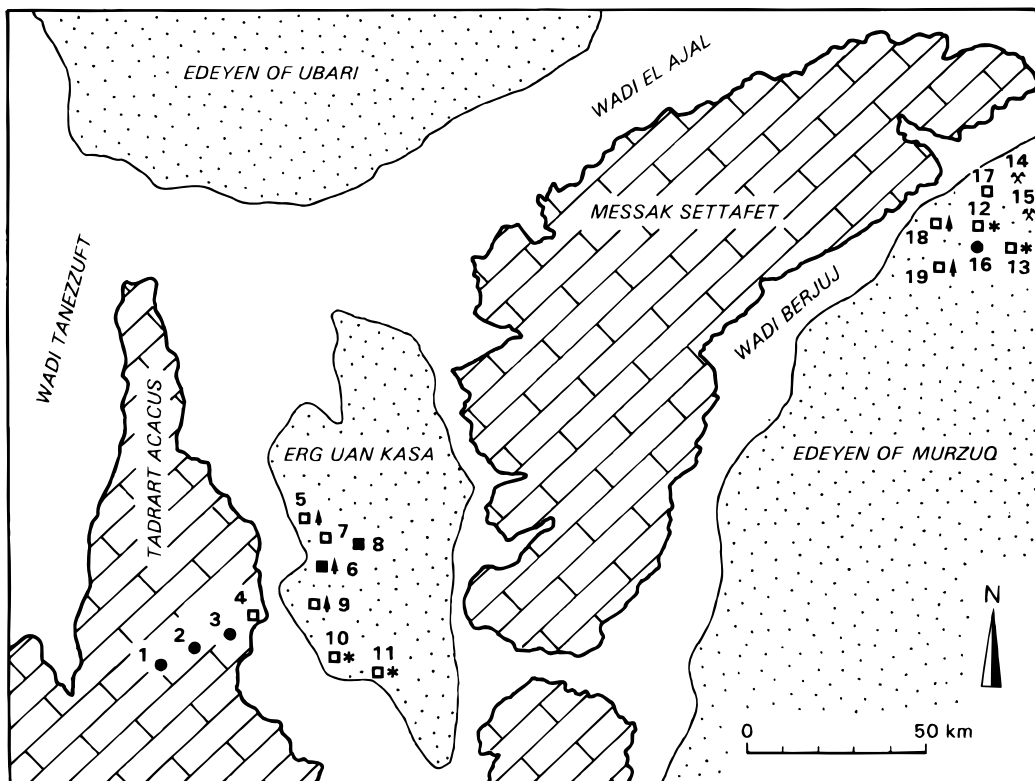 EDEYEN OF UBARI
WADI EL AJAL
MESSAK SETTAFET
14
17
15
12
18
16
13
19
WADI TANEZZUFT
WADI BERJUJ
TADRART ACACUS
ERG UAN KASA
EDEYEN OF MURZUQ
5
7
8
6
9
4
3
2
1
10
11
N
0
50 km